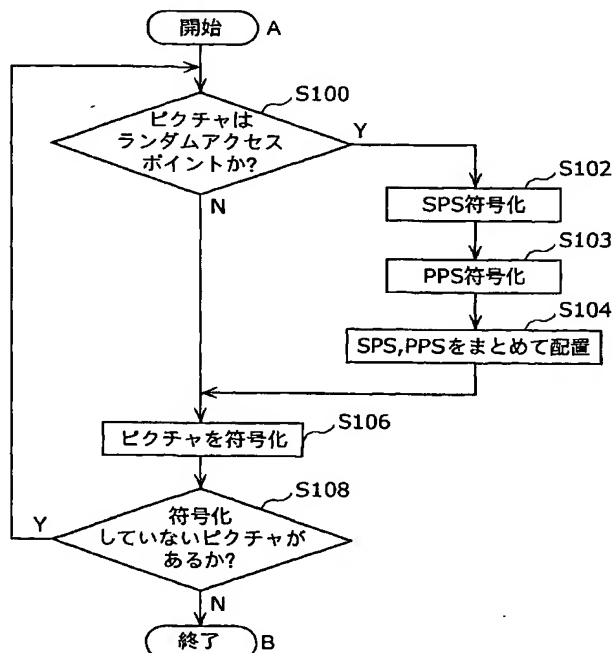 開始
A
S100
ピクチャは
ランダムアクセス
ポイントか?
Y
N
S102
SPS符号化
S103
PPS符号化
S104
SPS,PPSをまとめて配置
S106
ピクチャを符号化
S108
符号化
していないピクチャが
あるか?
Y
N
終了
B